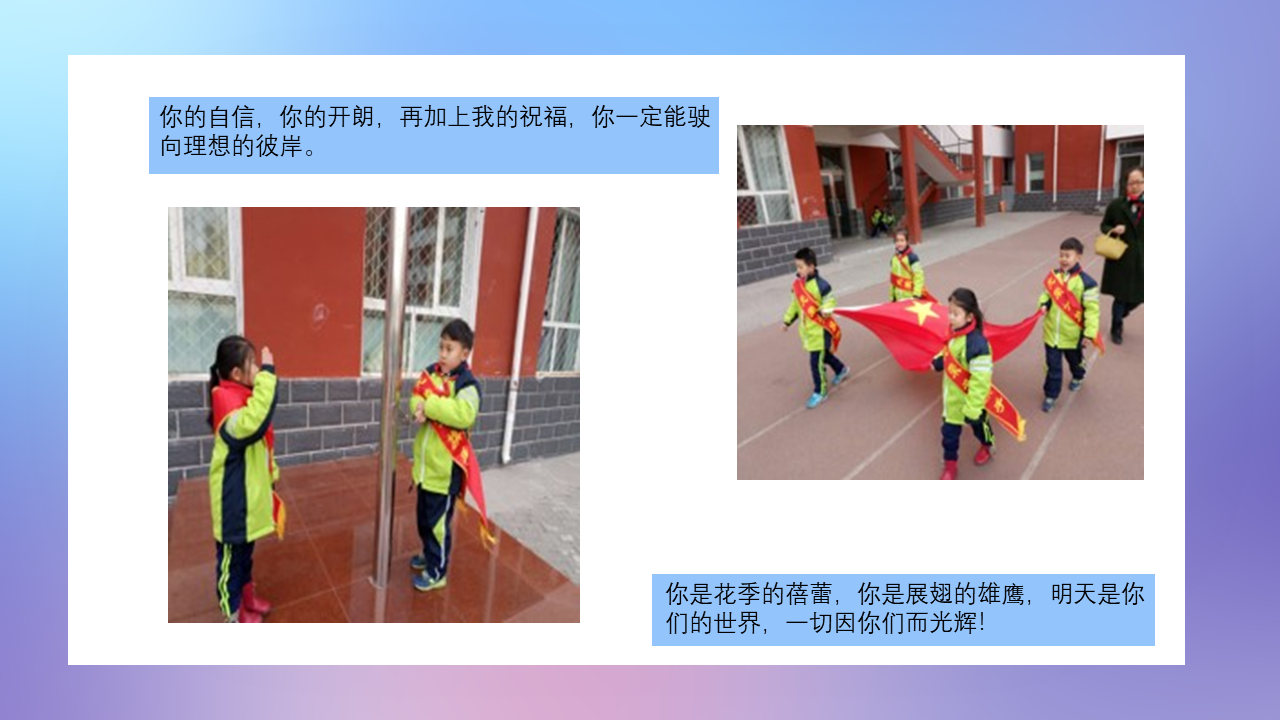 你的自信，你的开朗，再加上我的祝福，你一定能驶
向理想的彼岸。
你是花季的蓓蕾，你是展翅的雄鹰，明天是你
们的世界，一切因你们而光辉！